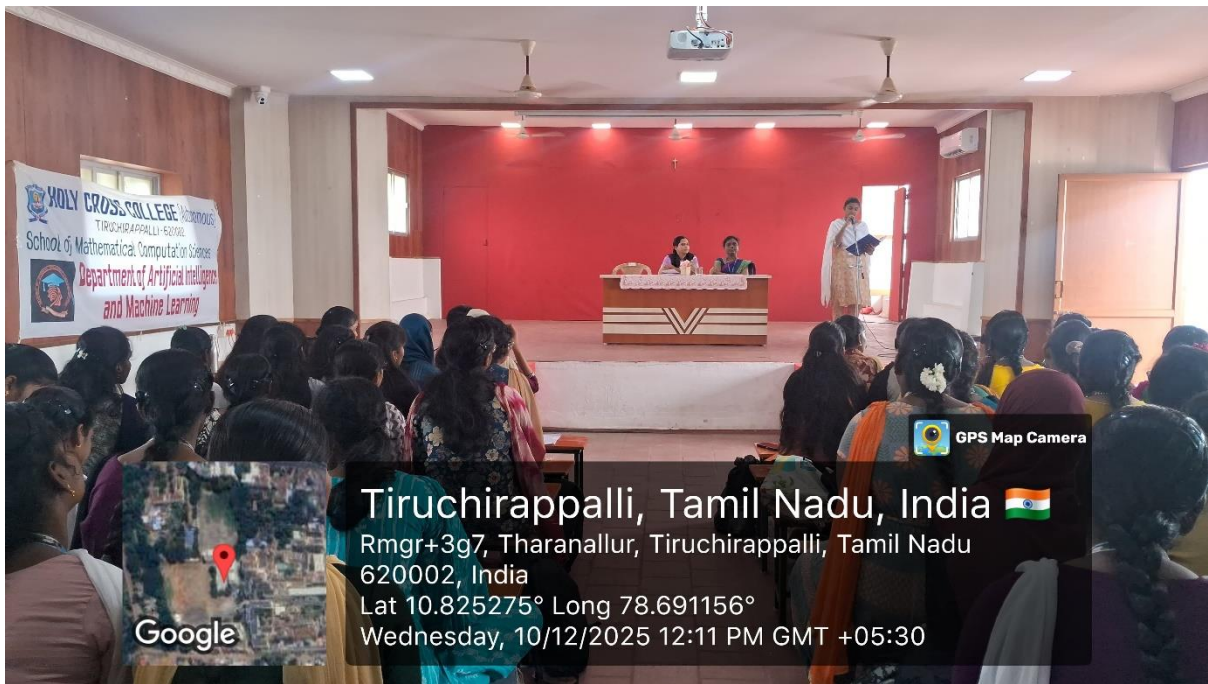 HOLY CROSS COLLEGE (Autonomous)
TIRUCHIRAPPALLI - 620002
School of Mathematical Computation Sciences
Department of Artificial Intelligence
and Machine Learning
GPS Map Camera
Tiruchirappalli, Tamil Nadu, India 🇮🇳
Rmgr+3g7, Tharanallur, Tiruchirappalli, Tamil Nadu
620002, India
Lat 10.825275° Long 78.691156°
Wednesday, 10/12/2025 12:11 PM GMT +05:30
Google